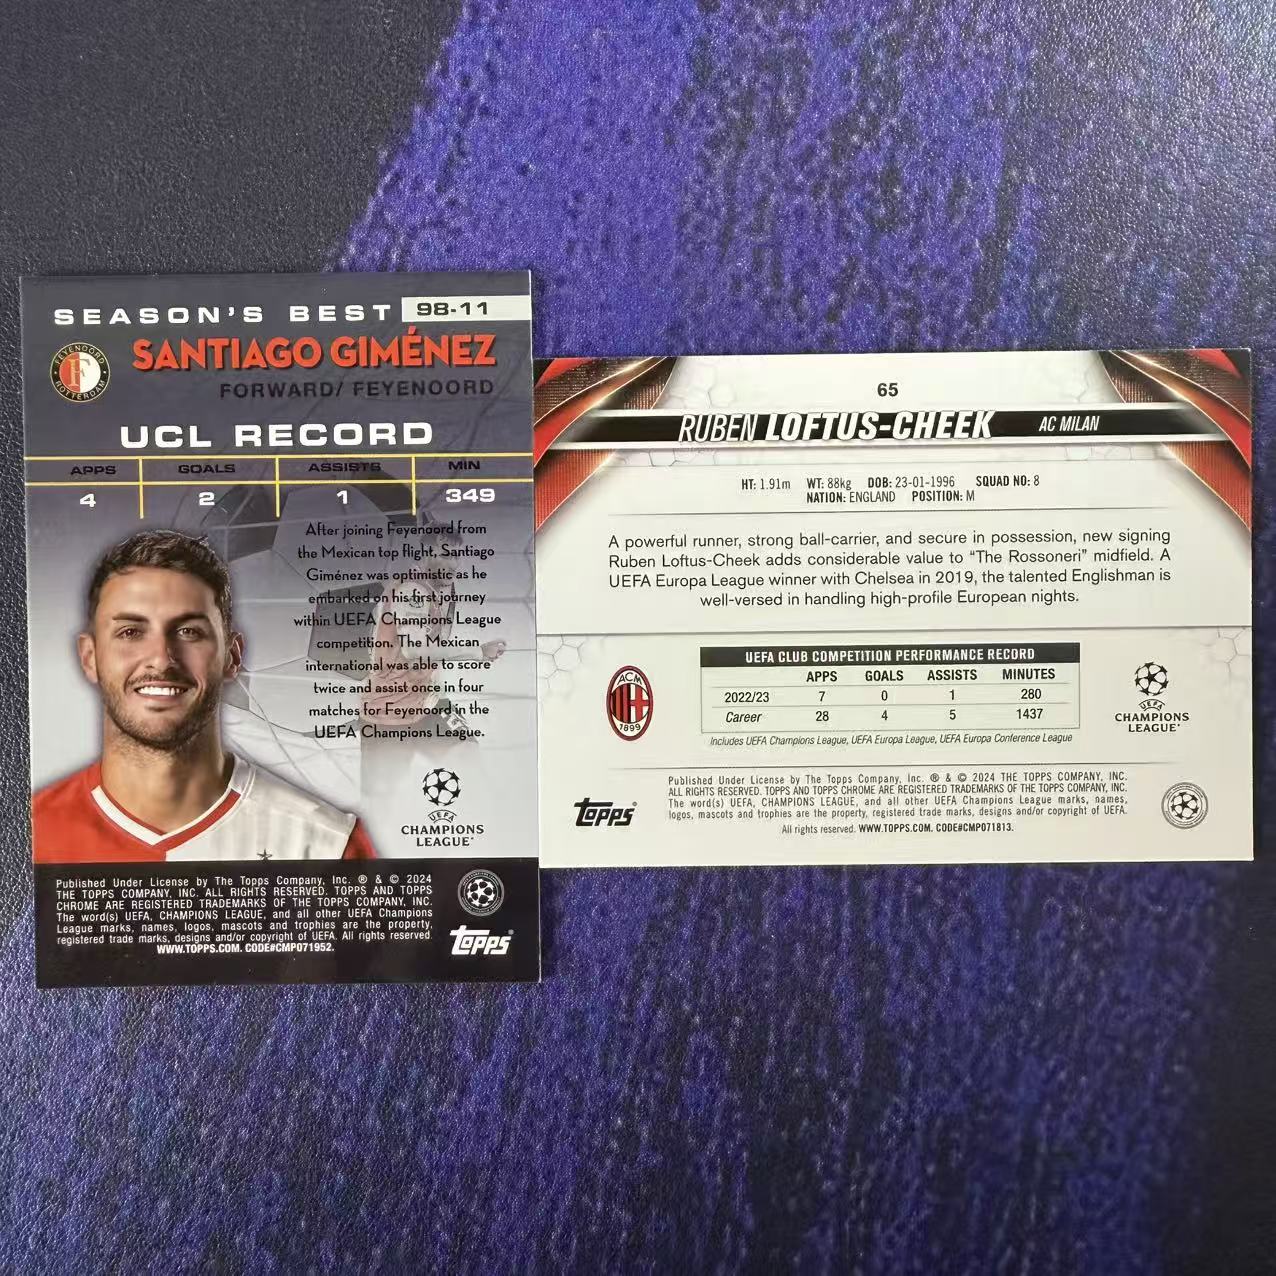 SEASON'S BEST 98-11
FEYENOORD
ROTTERDAM
F
SANTIAGO GIMÉNEZ
FORWARD/ FEYENOORD
UCL RECORD
APPS GOALS ASSISTS MIN
4 2 1 349
After joining Feyenoord from
the Mexican top flight, Santiago
Giménez was optimistic as he
embarked on his first journey
within UEFA Champions League
competition. The Mexican
international was able to score
twice and assist once in four
matches for Feyenoord in the
UEFA Champions League.
UEFA
CHAMPIONS
LEAGUE
Published Under License by The Topps Company, Inc. ® & © 2024
THE TOPPS COMPANY, INC. ALL RIGHTS RESERVED. TOPPS AND TOPPS
CHROME ARE REGISTERED TRADEMARKS OF THE TOPPS COMPANY, INC.
The word(s) UEFA, CHAMPIONS LEAGUE, and all other UEFA Champions
League marks, names, logos, mascots and trophies are the property,
registered trade marks, designs and/or copyright of UEFA. All rights reserved.
WWW.TOPPS.COM. CODE#CMP071952.
Topps
65
RUBEN LOFTUS-CHEEK AC MILAN
HT: 1.91m WT: 88kg DOB: 23-01-1996 SQUAD NO: 8
NATION: ENGLAND POSITION: M
A powerful runner, strong ball-carrier, and secure in possession, new signing
Ruben Loftus-Cheek adds considerable value to “The Rossoneri” midfield. A
UEFA Europa League winner with Chelsea in 2019, the talented Englishman is
well-versed in handling high-profile European nights.
ACM
1899
UEFA CLUB COMPETITION PERFORMANCE RECORD
APPS GOALS ASSISTS MINUTES
2022/23 7 0 1 280
Career 28 4 5 1437
Includes UEFA Champions League, UEFA Europa League, UEFA Europa Conference League
UEFA
CHAMPIONS
LEAGUE
Topps
Published Under License by The Topps Company, Inc. ® & © 2024 THE TOPPS COMPANY, INC.
ALL RIGHTS RESERVED. TOPPS AND TOPPS CHROME ARE REGISTERED TRADEMARKS OF THE TOPPS COMPANY, INC.
The word(s) UEFA, CHAMPIONS LEAGUE, and all other UEFA Champions League marks, names,
logos, mascots and trophies are the property, registered trade marks, designs and/or copyright of UEFA.
All rights reserved. WWW.TOPPS.COM. CODE#CMP071813.